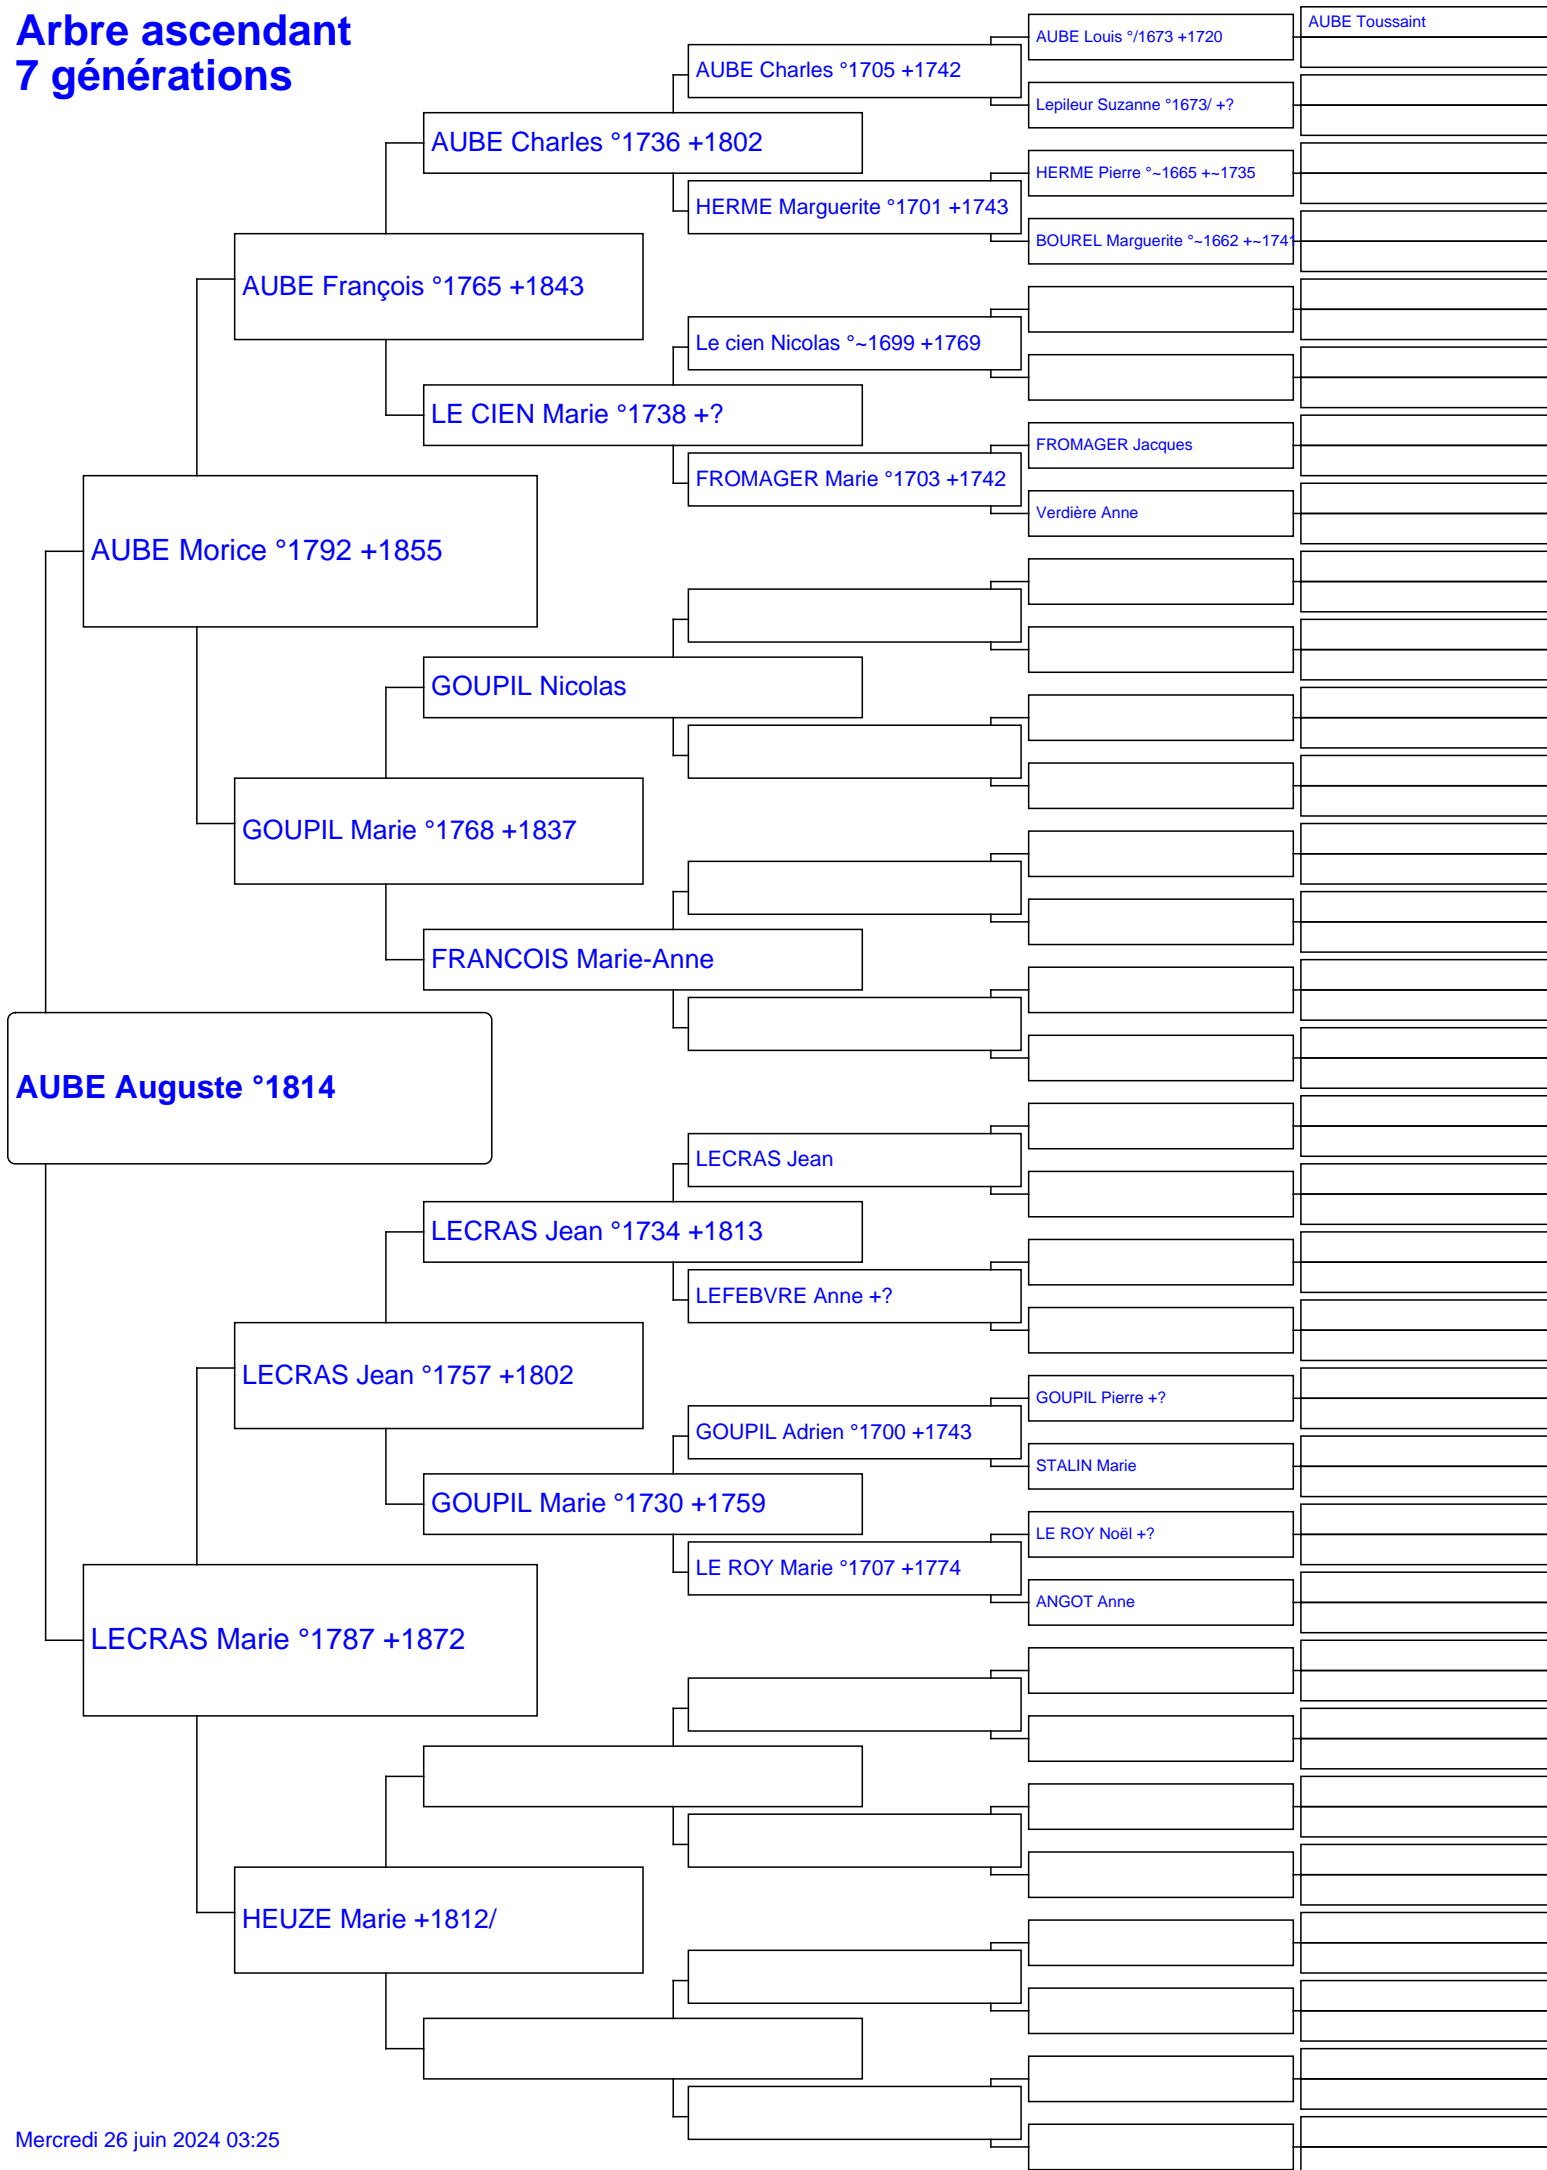 Arbre ascendant
7 générations
AUBE Toussaint
AUBE Louis °/1673 +1720
AUBE Charles °1705 +1742
Lepileur Suzanne °1673/ +?
AUBE Charles °1736 +1802
HERME Pierre °~1665 +~1735
HERME Marguerite °1701 +1743
BOUREL Marguerite °~1662 +~1741
AUBE François °1765 +1843
Le cien Nicolas °~1699 +1769
LE CIEN Marie °1738 +?
FROMAGER Jacques
FROMAGER Marie °1703 +1742
Verdière Anne
AUBE Morice °1792 +1855
GOUPIL Nicolas
GOUPIL Marie °1768 +1837
FRANCOIS Marie-Anne
AUBE Auguste °1814
LECRAS Jean
LECRAS Jean °1734 +1813
LEFEBVRE Anne +?
LECRAS Jean °1757 +1802
GOUPIL Pierre +?
GOUPIL Adrien °1700 +1743
STALIN Marie
GOUPIL Marie °1730 +1759
LE ROY Noël +?
LE ROY Marie °1707 +1774
ANGOT Anne
LECRAS Marie °1787 +1872
HEUZE Marie +1812/
Mercredi 26 juin 2024 03:25